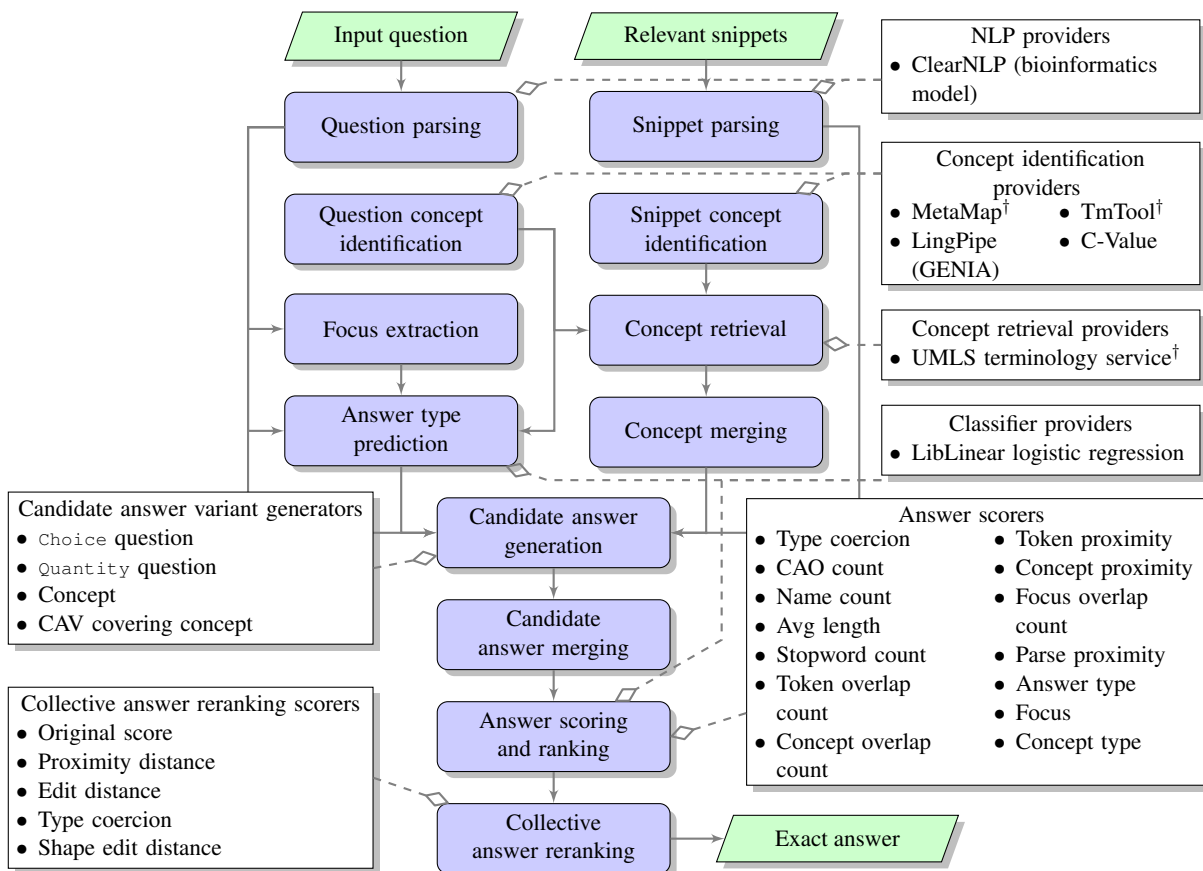 Input question
Relevant snippets
NLP providers
• ClearNLP (bioinformatics
model)
Question parsing
Snippet parsing
Concept identification
providers
• MetaMap†
• LingPipe
(GENIA)
• TmTool†
• C-Value
Question concept
identification
Snippet concept
identification
Focus extraction
Concept retrieval
Concept retrieval providers
• UMLS terminology service†
Answer type
prediction
Concept merging
Classifier providers
• LibLinear logistic regression
Candidate answer variant generators
• Choice question
• Quantity question
• Concept
• CAV covering concept
Candidate answer
generation
Answer scorers
• Type coercion
• CAO count
• Name count
• Avg length
• Stopword count
• Token overlap
count
• Concept overlap
count
• Token proximity
• Concept proximity
• Focus overlap
count
• Parse proximity
• Answer type
• Focus
• Concept type
Candidate
answer merging
Collective answer reranking scorers
• Original score
• Proximity distance
• Edit distance
• Type coercion
• Shape edit distance
Answer scoring
and ranking
Collective
answer reranking
Exact answer